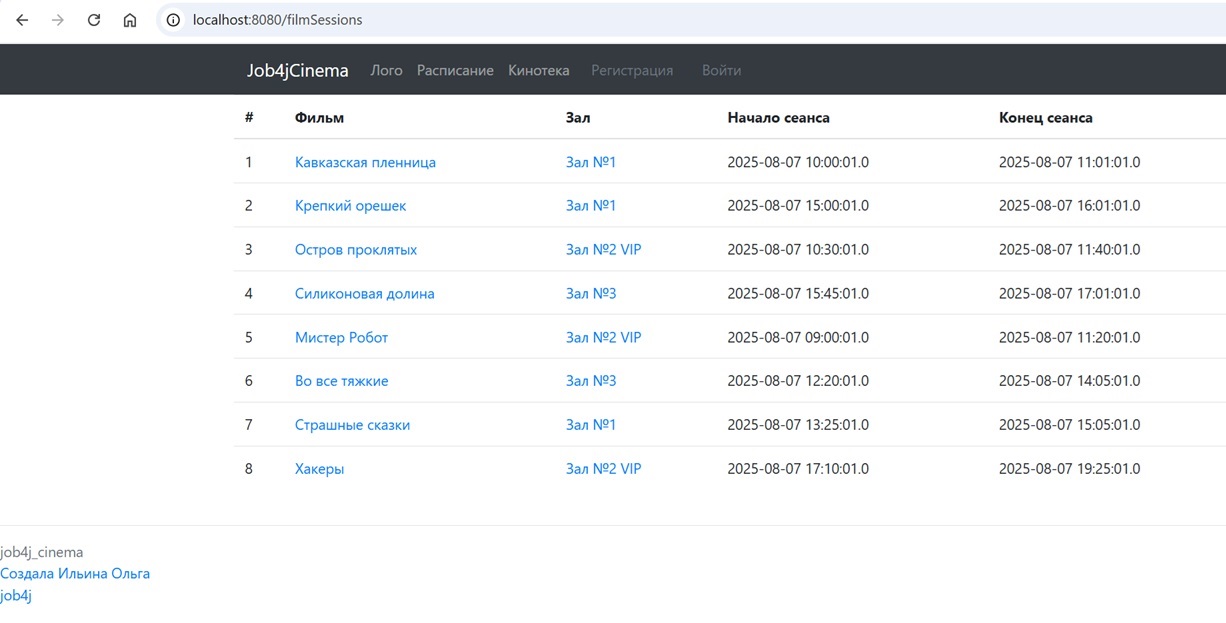 localhost:8080/filmSessions
Job4jCinema Лого Расписание Кинотека Регистрация Войти
# Фильм Зал Начало сеанса Конец сеанса
1 Кавказская пленница Зал №1 2025-08-07 10:00:01.0 2025-08-07 11:01:01.0
2 Крепкий орешек Зал №1 2025-08-07 15:00:01.0 2025-08-07 16:01:01.0
3 Остров проклятых Зал №2 VIP 2025-08-07 10:30:01.0 2025-08-07 11:40:01.0
4 Силиконовая долина Зал №3 2025-08-07 15:45:01.0 2025-08-07 17:01:01.0
5 Мистер Робот Зал №2 VIP 2025-08-07 09:00:01.0 2025-08-07 11:20:01.0
6 Во все тяжкие Зал №3 2025-08-07 12:20:01.0 2025-08-07 14:05:01.0
7 Страшные сказки Зал №1 2025-08-07 13:25:01.0 2025-08-07 15:05:01.0
8 Хакеры Зал №2 VIP 2025-08-07 17:10:01.0 2025-08-07 19:25:01.0
job4j_cinema
Создала Ильина Ольга
job4j